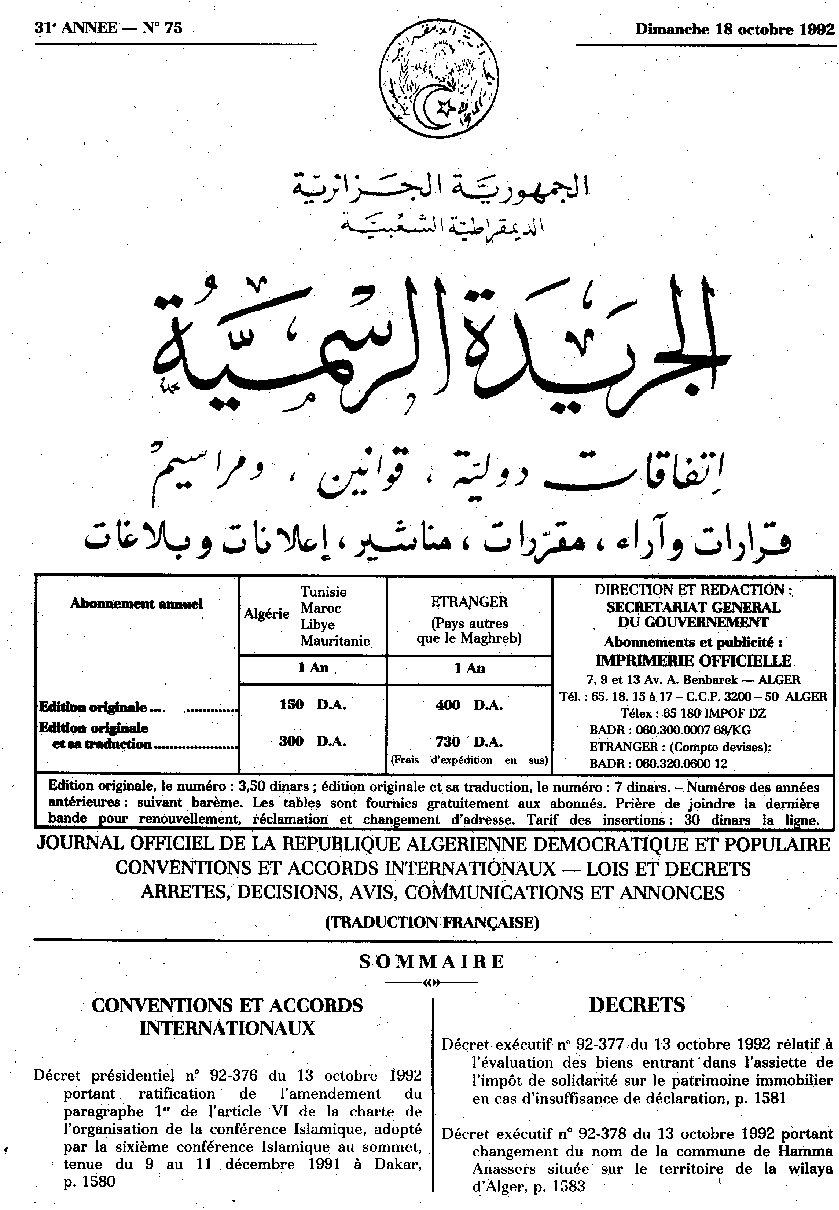 31e ANNEE — N° 75
Dimanche 18 octobre 1992
الجمهورية الجزائرية
الديمقراطية الشعبية
الجريدة الرسمية
إتفاقات دولية ، قوانين ، ومراسيم
قرارات وآراء ، مقررات ، مناشير ، إعلانات وبلاغات
Abonnement annuel
Algérie
Tunisie
Maroc
Libye
Mauritanie
ETRANGER
(Pays autres
que le Maghreb)
1 An
1 An
Edition originale
150 D.A.
400 D.A.
Edition originale
et sa traduction
300 D.A.
730 D.A.
(Frais d'expédition en sus)
DIRECTION ET REDACTION :
SECRETARIAT GENERAL
DU GOUVERNEMENT
Abonnements et publicité :
IMPRIMERIE OFFICIELLE
7, 9 et 13 Av. A. Benbarek — ALGER
Tél. : 65. 18. 15 à 17 – C.C.P. 3200 – 50 ALGER
Télex : 65 180 IMPOF DZ
BADR : 060.300.0007 68/KG
ETRANGER : (Compte devises):
BADR : 060.320.0600 12
Edition originale, le numéro : 3,50 dinars ; édition originale et sa traduction, le numéro : 7 dinars. – Numéros des années
antérieures : suivant barème. Les tables sont fournies gratuitement aux abonnés. Prière de joindre la dernière
bande pour renouvellement, réclamation et changement d'adresse. Tarif des insertions : 30 dinars la ligne.
JOURNAL OFFICIEL DE LA REPUBLIQUE ALGERIENNE DEMOCRATIQUE ET POPULAIRE
CONVENTIONS ET ACCORDS INTERNATIONAUX — LOIS ET DECRETS
ARRETES, DECISIONS, AVIS, COMMUNICATIONS ET ANNONCES
(TRADUCTION FRANÇAISE)
SOMMAIRE
CONVENTIONS ET ACCORDS
INTERNATIONAUX
Décret présidentiel n° 92-376 du 13 octobre 1992
portant ratification de l'amendement du
paragraphe 1er de l'article VI de la charte de
l'organisation de la conférence Islamique, adopté
par la sixième conférence Islamique au sommet,
tenue du 9 au 11 décembre 1991 à Dakar,
p. 1580
DECRETS
Décret exécutif n° 92-377 du 13 octobre 1992 rélatif à
l'évaluation des biens entrant dans l'assiette de
l'impôt de solidarité sur le patrimoine immobilier
en cas d'insuffisance de déclaration, p. 1581
Décret exécutif n° 92-378 du 13 octobre 1992 portant
changement du nom de la commune de Hamma
Anassers située sur le territoire de la wilaya
d'Alger, p. 1583